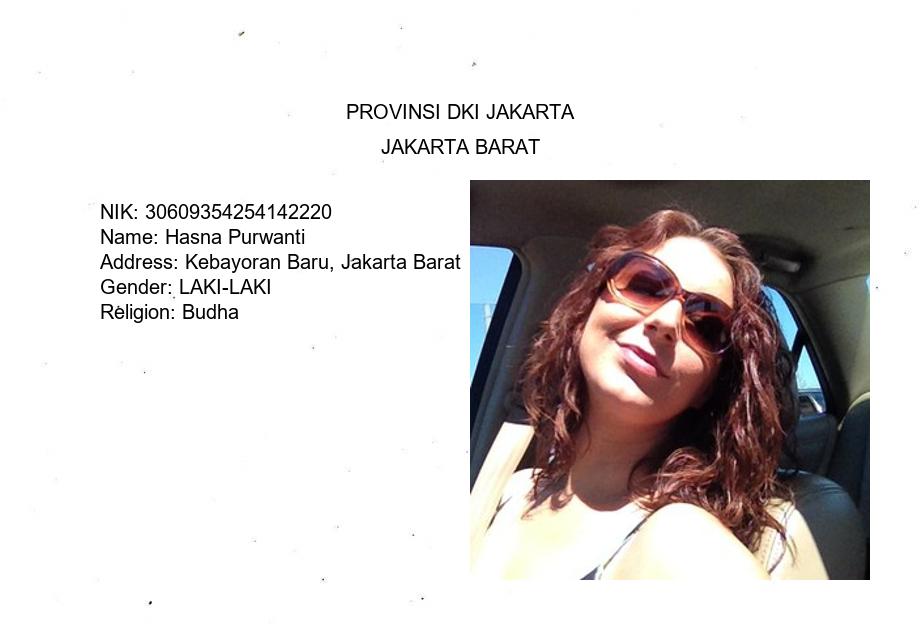 PROVINSI DKI JAKARTA
JAKARTA BARAT
NIK: 30609354254142220
Name: Hasna Purwanti
Address: Kebayoran Baru, Jakarta Barat
Gender: LAKI-LAKI
Religion: Budha